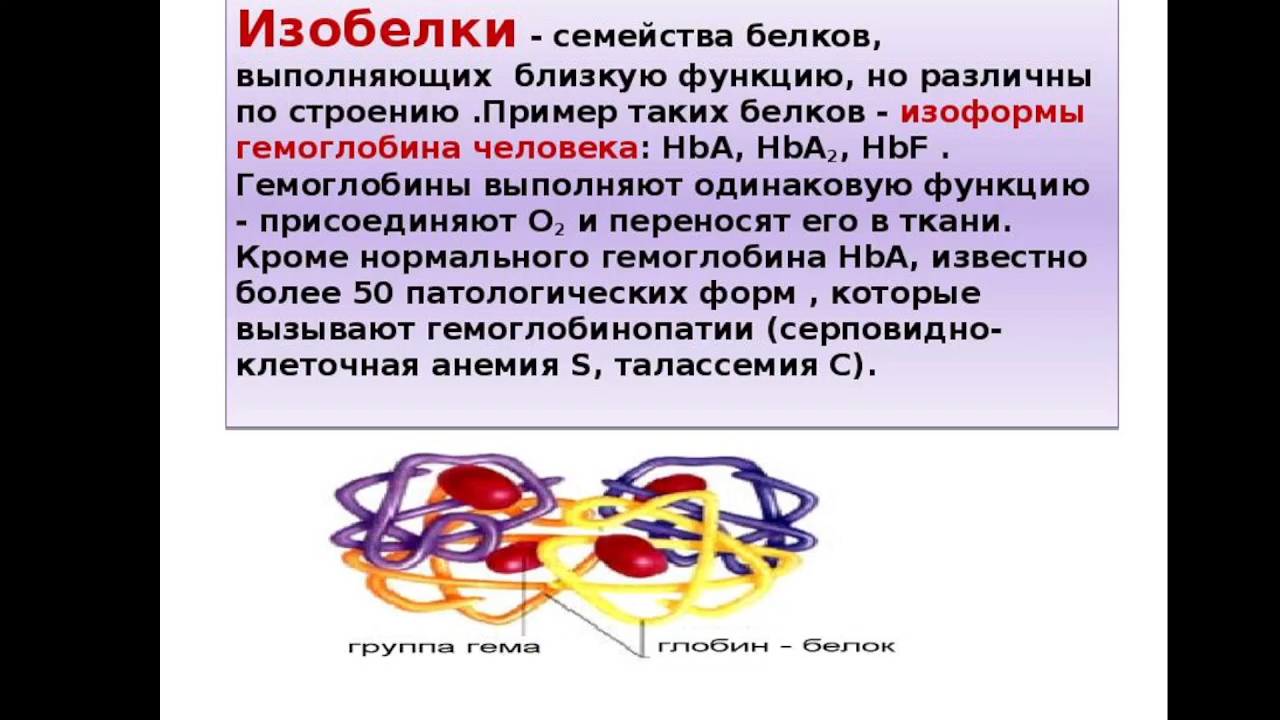 Изобелки - семейства белков,
выполняющих близкую функцию, но различны
по строению .Пример таких белков - изоформы
гемоглобина человека: HbA, HbA₂, HbF .
Гемоглобины выполняют одинаковую функцию
- присоединяют О₂ и переносят его в ткани.
Кроме нормального гемоглобина HbA, известно
более 50 патологических форм , которые
вызывают гемоглобинопатии (серповидно-
клеточная анемия S, талассемия С).
группа гема
глобин - белок